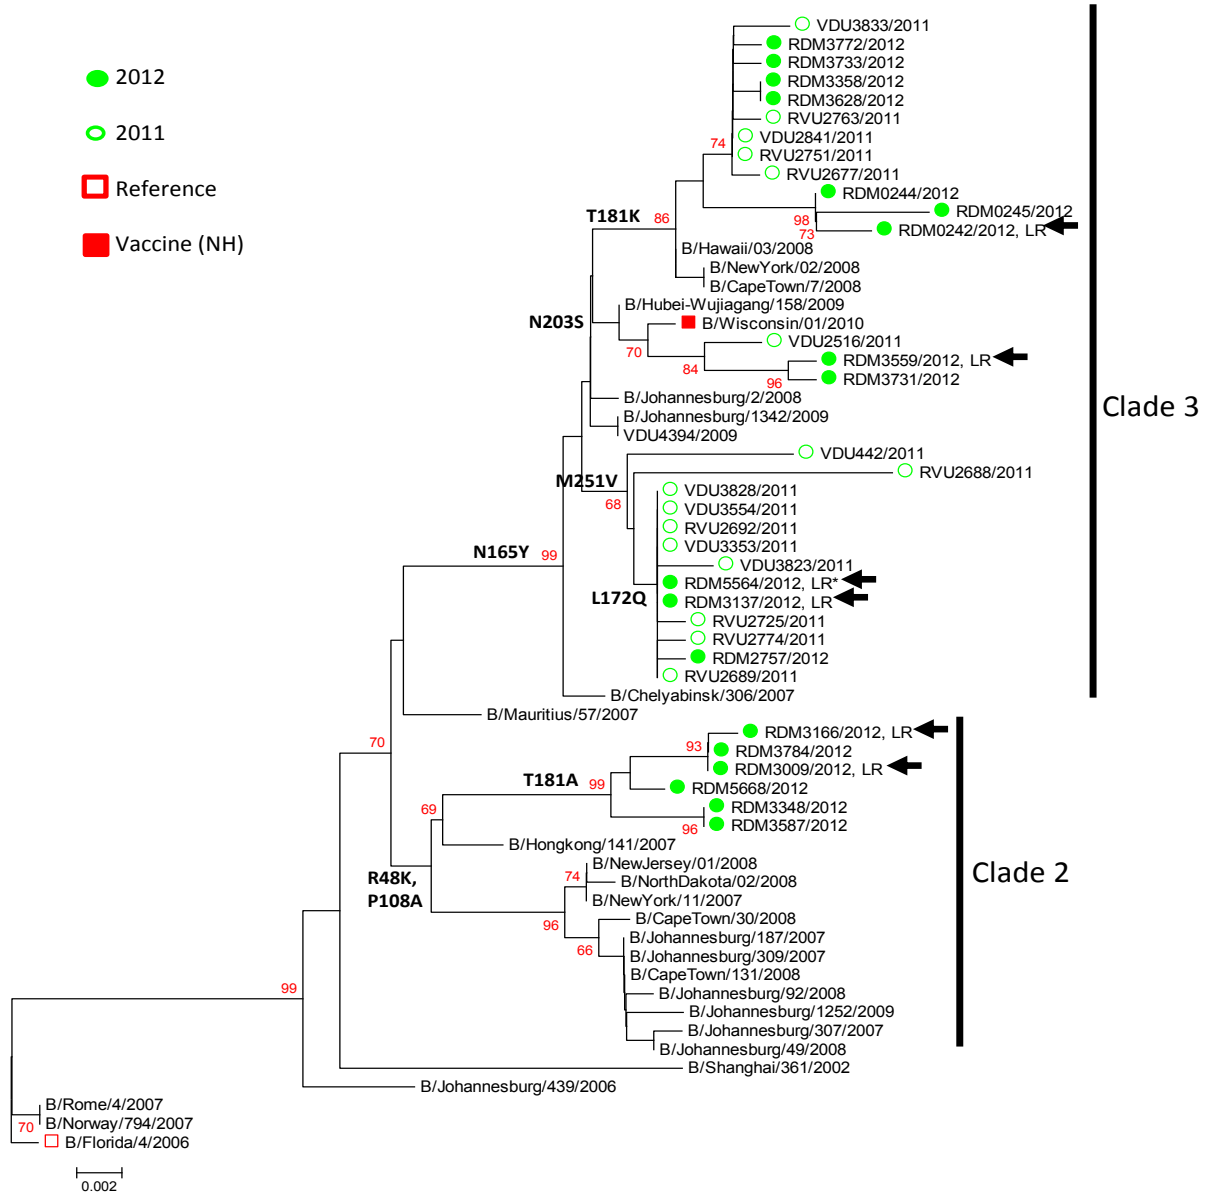 2012
2011
Reference
Vaccine (NH)
VDU3833/2011
RDM3772/2012
RDM3733/2012
RDM3358/2012
RDM3628/2012
RVU2763/2011
VDU2841/2011
74
RVU2751/2011
RVU2677/2011
RDM0244/2012
RDM0245/2012
T181K
86
98
73
RDM0242/2012, LR
B/Hawaii/03/2008
B/NewYork/02/2008
B/CapeTown/7/2008
B/Hubei-Wujiagang/158/2009
N203S
B/Wisconsin/01/2010
VDU2516/2011
70
RDM3559/2012, LR
84
96
RDM3731/2012
B/Johannesburg/2/2008
Clade 3
B/Johannesburg/1342/2009
VDU4394/2009
VDU442/2011
RVU2688/2011
M251V
68
VDU3828/2011
VDU3554/2011
RVU2692/2011
VDU3353/2011
N165Y
99
VDU3823/2011
RDM5564/2012, LR*
L172Q
RDM3137/2012, LR
RVU2725/2011
RVU2774/2011
RDM2757/2012
RVU2689/2011
B/Chelyabinsk/306/2007
B/Mauritius/57/2007
RDM3166/2012, LR
70
93
RDM3784/2012
RDM3009/2012, LR
T181A
99
RDM5668/2012
RDM3348/2012
69
96
RDM3587/2012
B/Hongkong/141/2007
B/NewJersey/01/2008
Clade 2
R48K,
P108A
74
B/NorthDakota/02/2008
B/NewYork/11/2007
96
B/CapeTown/30/2008
B/Johannesburg/187/2007
66
B/Johannesburg/309/2007
B/CapeTown/131/2008
99
B/Johannesburg/92/2008
B/Johannesburg/1252/2009
B/Johannesburg/307/2007
B/Johannesburg/49/2008
B/Shanghai/361/2002
B/Johannesburg/439/2006
B/Rome/4/2007
70
B/Norway/794/2007
B/Florida/4/2006
0.002